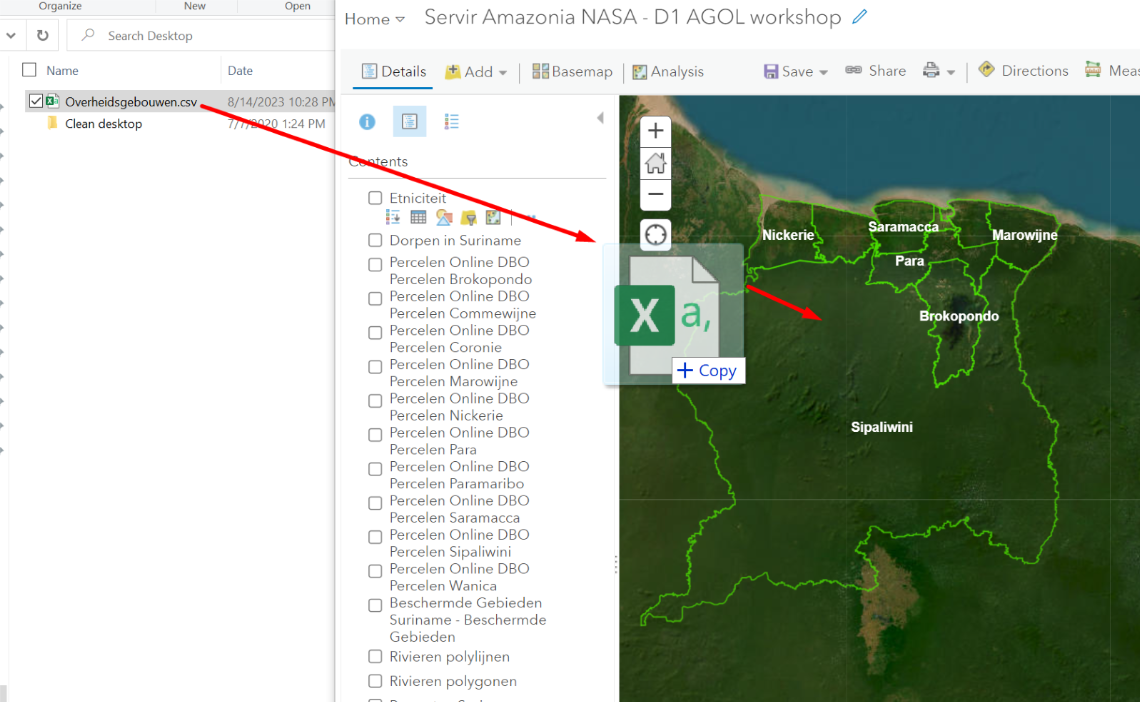 Organize New Open
Search Desktop
Name Date
Overheidsgebouwen.csv 8/14/2023 10:28 PM
Clean desktop 7/7/2020 1:24 PM
Home Servir Amazonia NASA - D1 AGOL workshop
Details Add Basemap Analysis Save Share Directions Meas
Contents
Etniciteit
Dorpen in Suriname
Percelen Online DBO
Percelen Brokopondo
Percelen Online DBO
Percelen Commewijne
Percelen Online DBO
Percelen Coronie
Percelen Online DBO
Percelen Marowijne
Percelen Online DBO
Percelen Nickerie
Percelen Online DBO
Percelen Para
Percelen Online DBO
Percelen Paramaribo
Percelen Online DBO
Percelen Saramacca
Percelen Online DBO
Percelen Sipaliwini
Percelen Online DBO
Percelen Wanica
Beschermde Gebieden
Suriname - Beschermde
Gebieden
Rivieren polylijnen
Rivieren polygonen
X a,
+ Copy
Nickerie
Saramacca
Marowijne
Para
Brokopondo
Sipaliwini